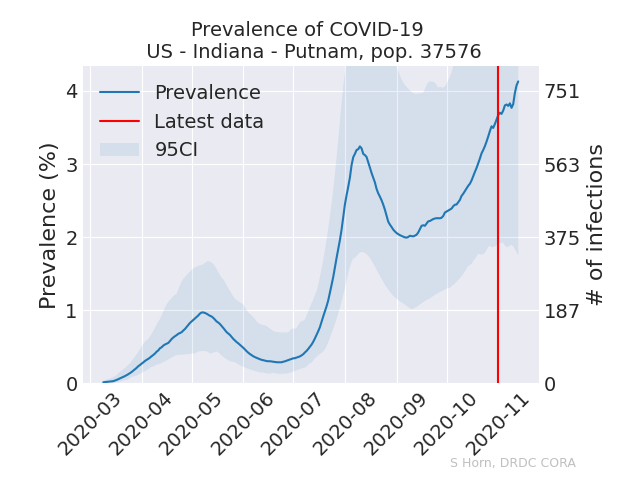 Prevalence of COVID-19
US - Indiana - Putnam, pop. 37576
Prevalence
Latest data
95CI
Prevalence (%)
4
3
2
1
0
751
563
375
187
0
# of infections
2020-03
2020-04
2020-05
2020-06
2020-07
2020-08
2020-09
2020-10
2020-11
S Horn, DRDC CORA